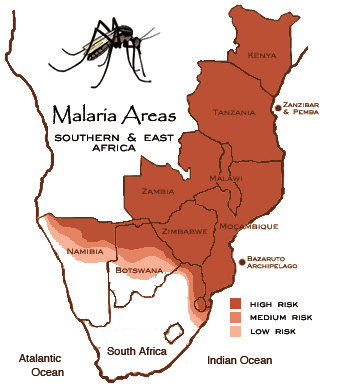 KENYA
TANZANIA
ZANZIBAR
& PEMBA
Malaria Areas
SOUTHERN & EAST
AFRICA
MALAWI
ZAMBIA
MOÇAMBIQUE
ZIMBABWE
NAMIBIA
BOTSWANA
BAZARUTO
ARCHIPELAGO
HIGH RISK
MEDIUM RISK
LOW RISK
South Africa
Atalantic
Ocean
Indian Ocean